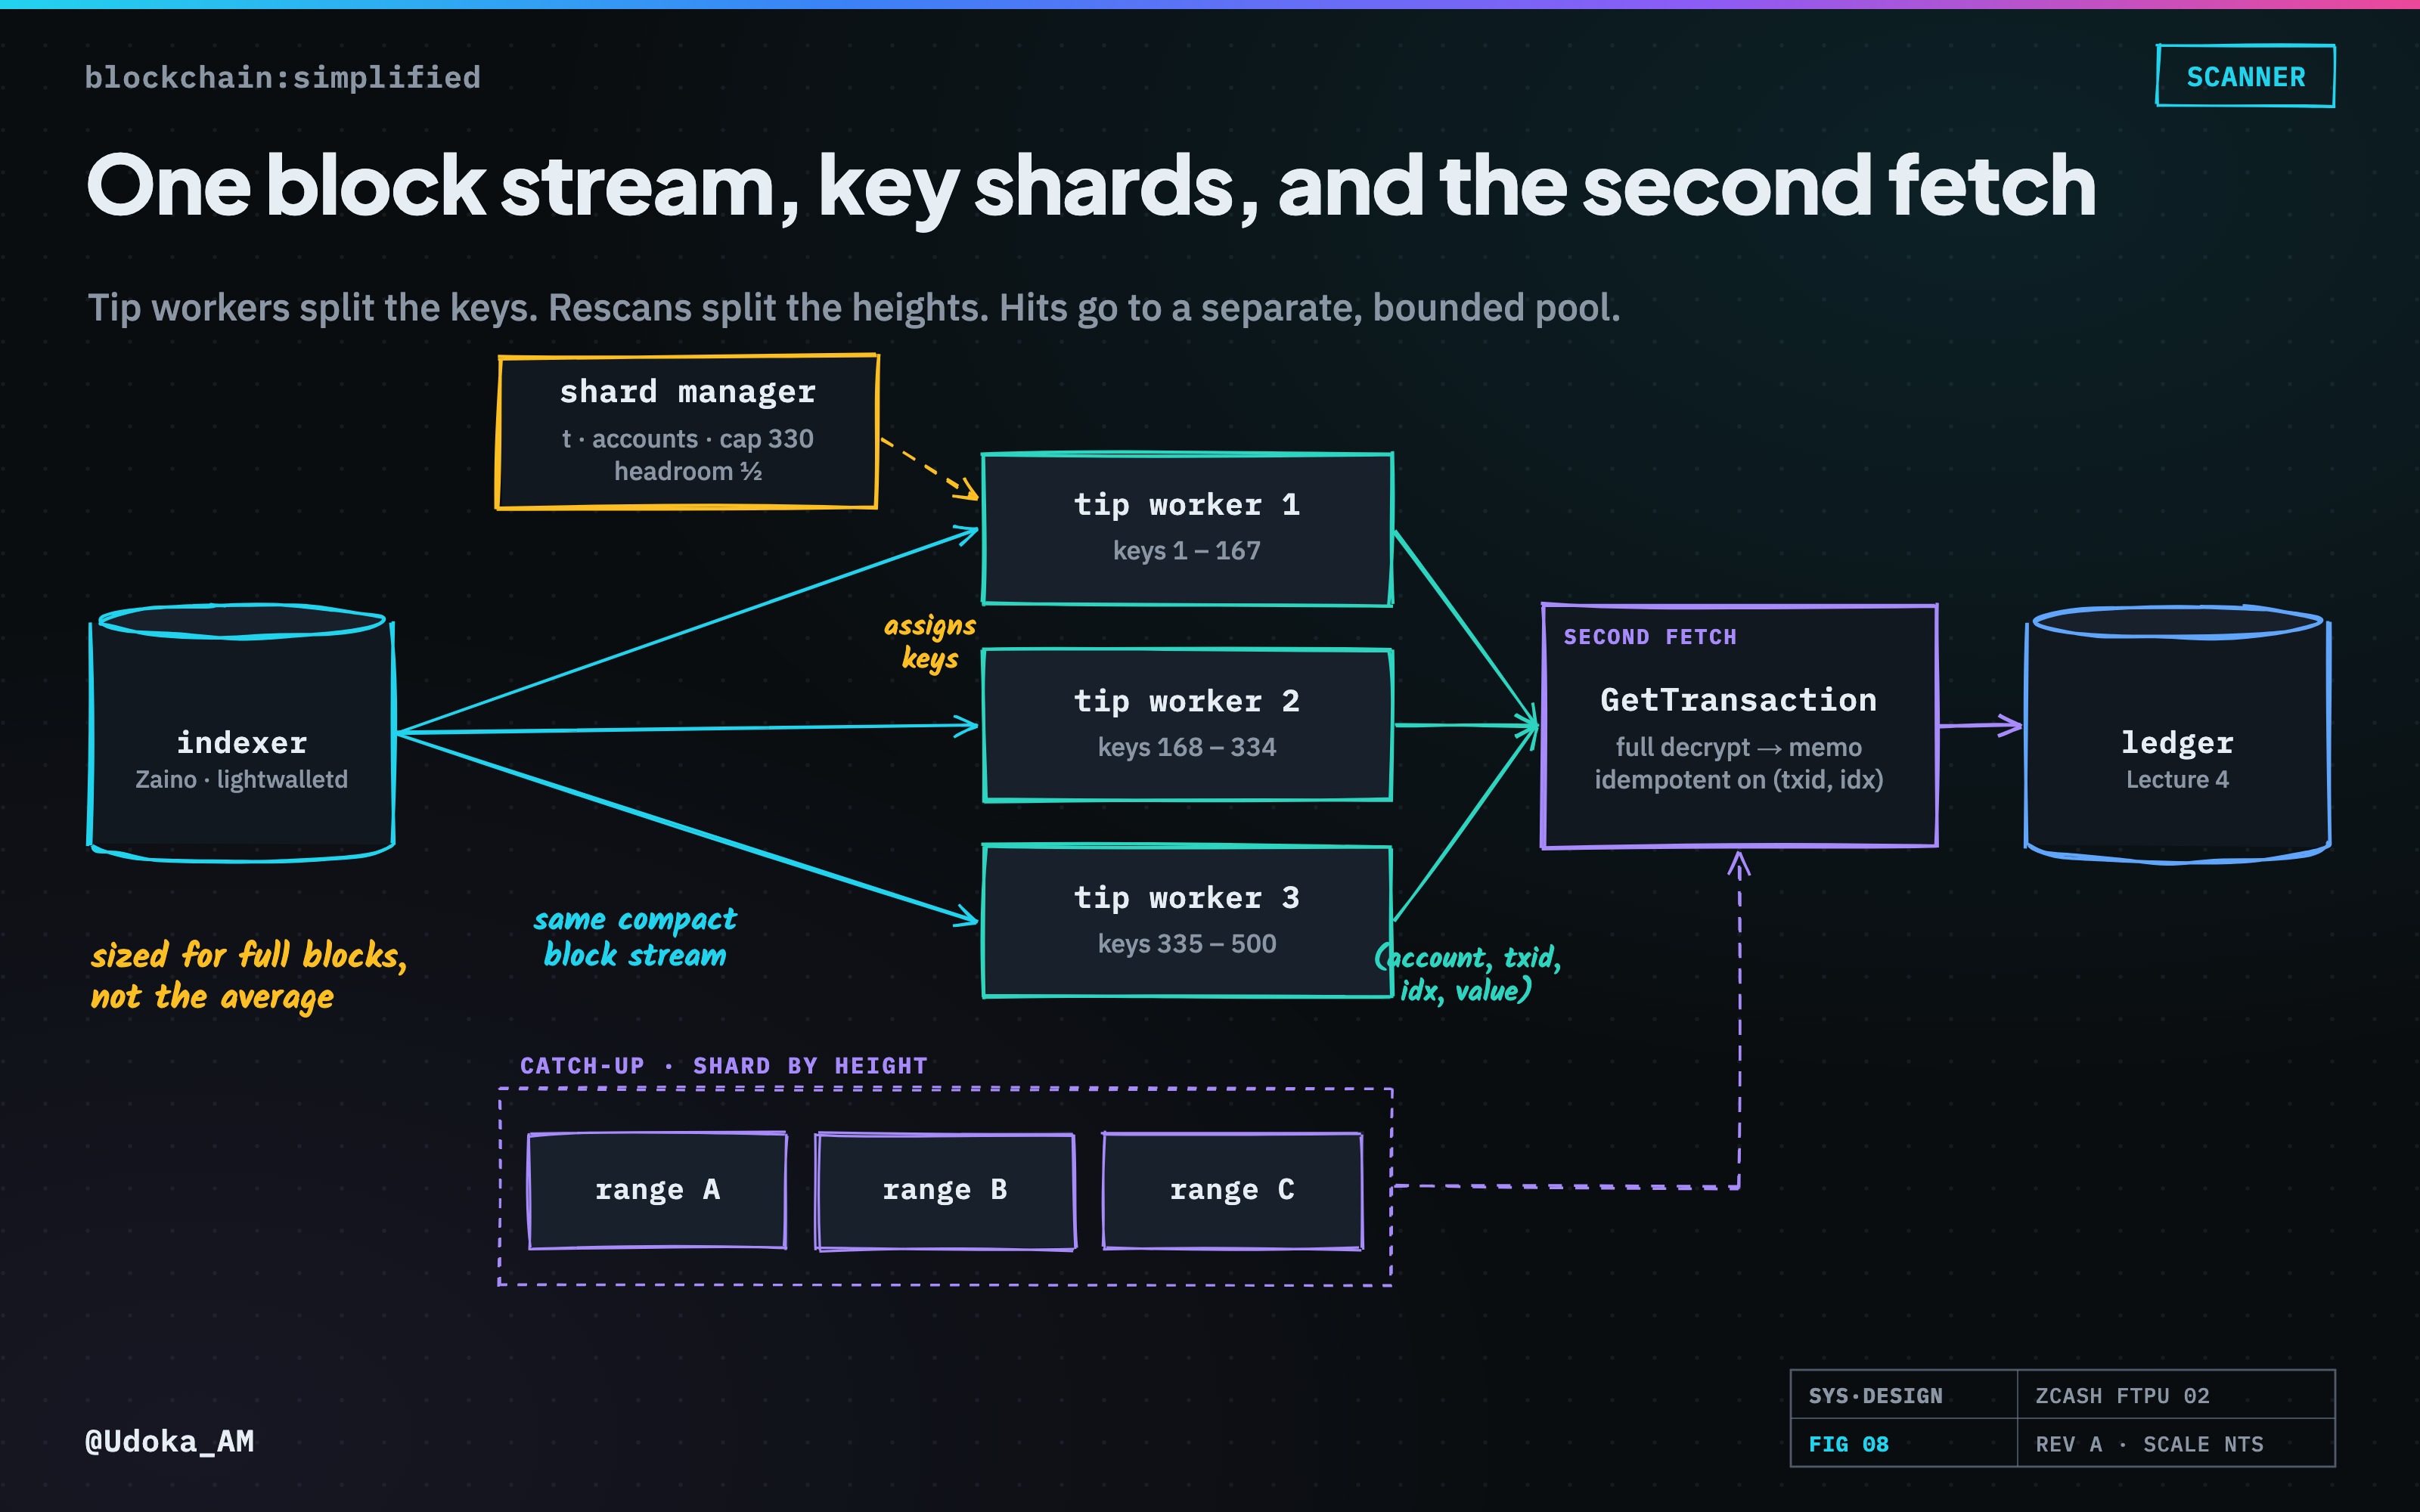 blockchain:simplified
SCANNER
One block stream, key shards, and the second fetch
Tip workers split the keys. Rescans split the heights. Hits go to a separate, bounded pool.
shard manager
t · accounts · cap 330
headroom ½
tip worker 1
keys 1 – 167
assigns
keys
tip worker 2
keys 168 – 334
tip worker 3
keys 335 – 500
indexer
Zaino · lightwalletd
sized for full blocks,
not the average
same compact
block stream
(account, txid,
idx, value)
SECOND FETCH
GetTransaction
full decrypt → memo
idempotent on (txid, idx)
ledger
Lecture 4
CATCH-UP · SHARD BY HEIGHT
range A
range B
range C
@Udoka_AM
SYS·DESIGN
ZCASH FTPU 02
FIG 08
REV A · SCALE NTS